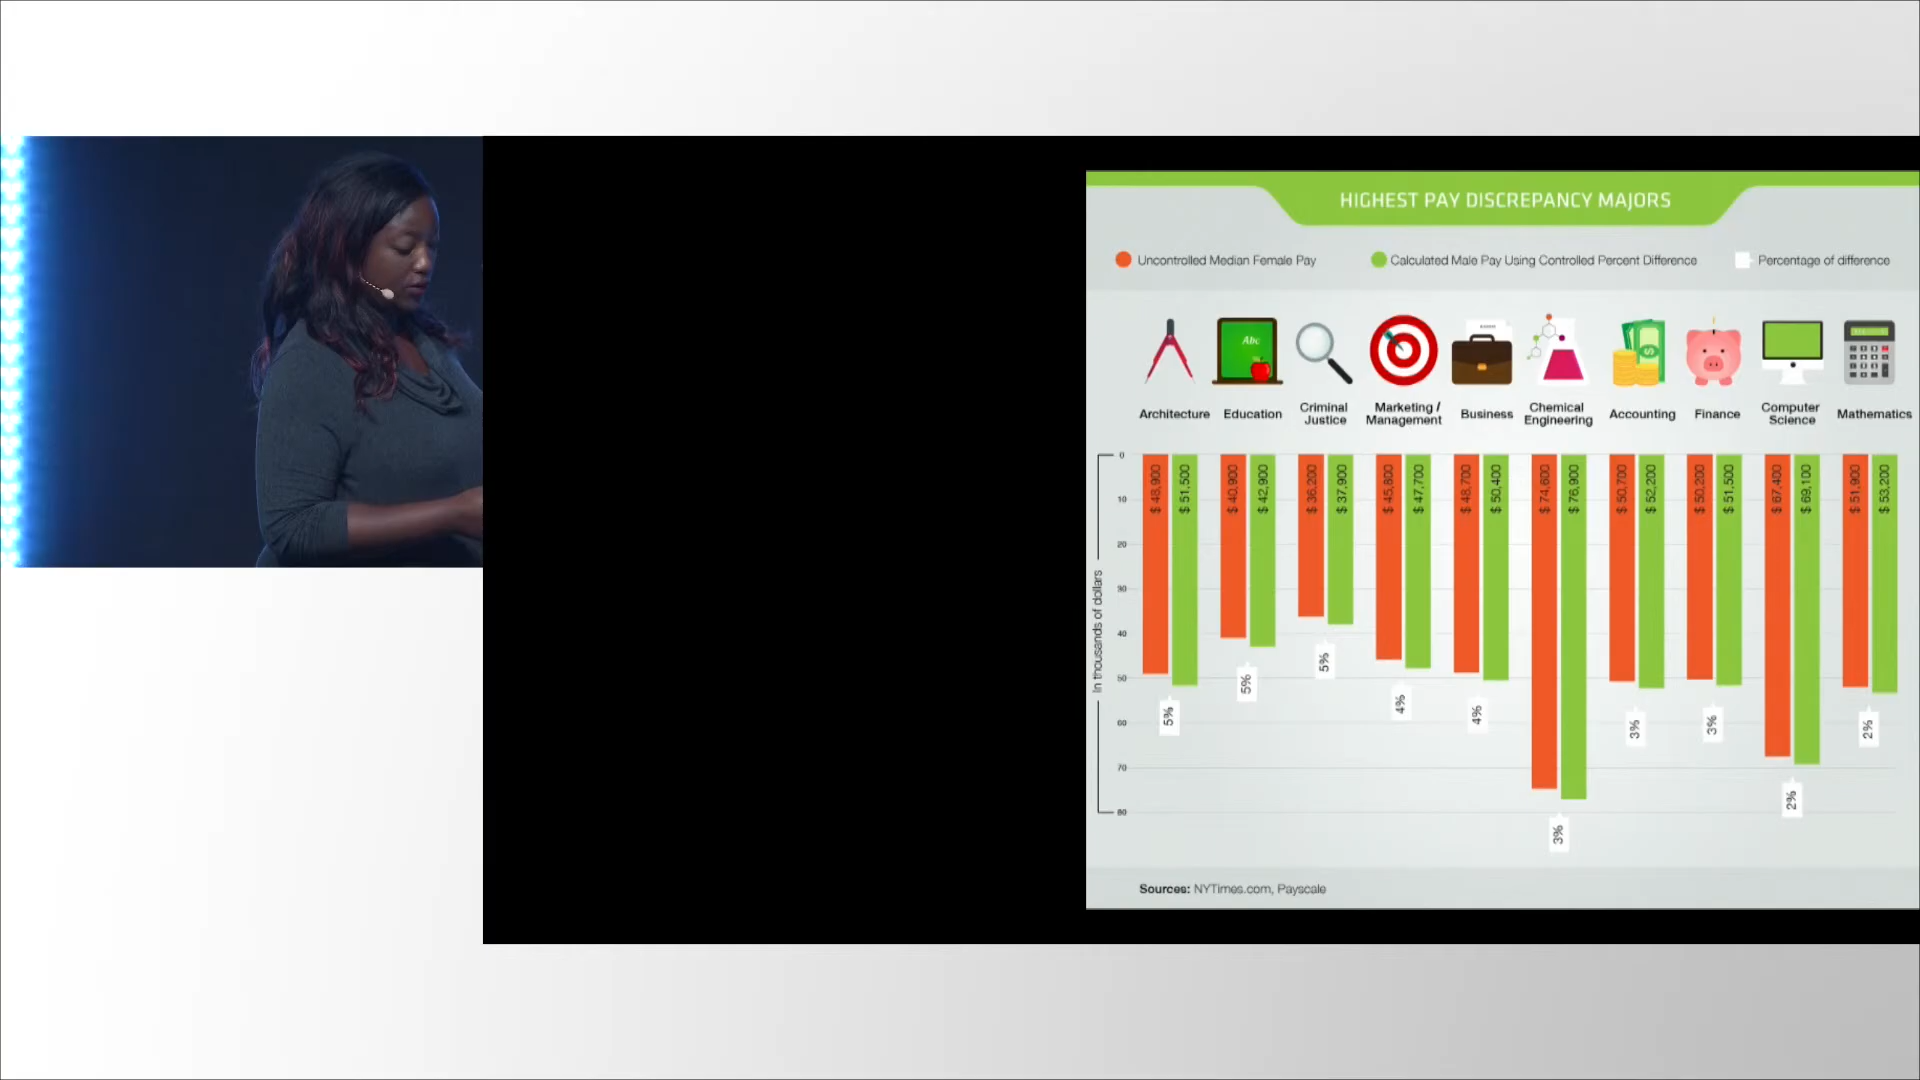 HIGHEST PAY DISCREPANCY MAJORS
Uncontrolled Median Female Pay
Calculated Male Pay Using Controlled Percent Difference
Percentage of difference
Abc
Architecture
Education
Criminal
Justice
Marketing /
Management
Business
Chemical
Engineering
Accounting
Finance
Computer
Science
Mathematics
In thousands of dollars
0
10
20
30
40
50
60
70
80
$ 48,900
$ 51,500
$ 40,900
$ 42,900
$ 36,200
$ 37,900
$ 45,800
$ 47,700
$ 48,700
$ 50,400
$ 74,600
$ 76,900
$ 50,700
$ 52,200
$ 50,200
$ 51,500
$ 67,400
$ 69,100
$ 51,900
$ 53,200
5%
5%
5%
4%
4%
3%
3%
3%
2%
2%
Sources: NYTimes.com, Payscale